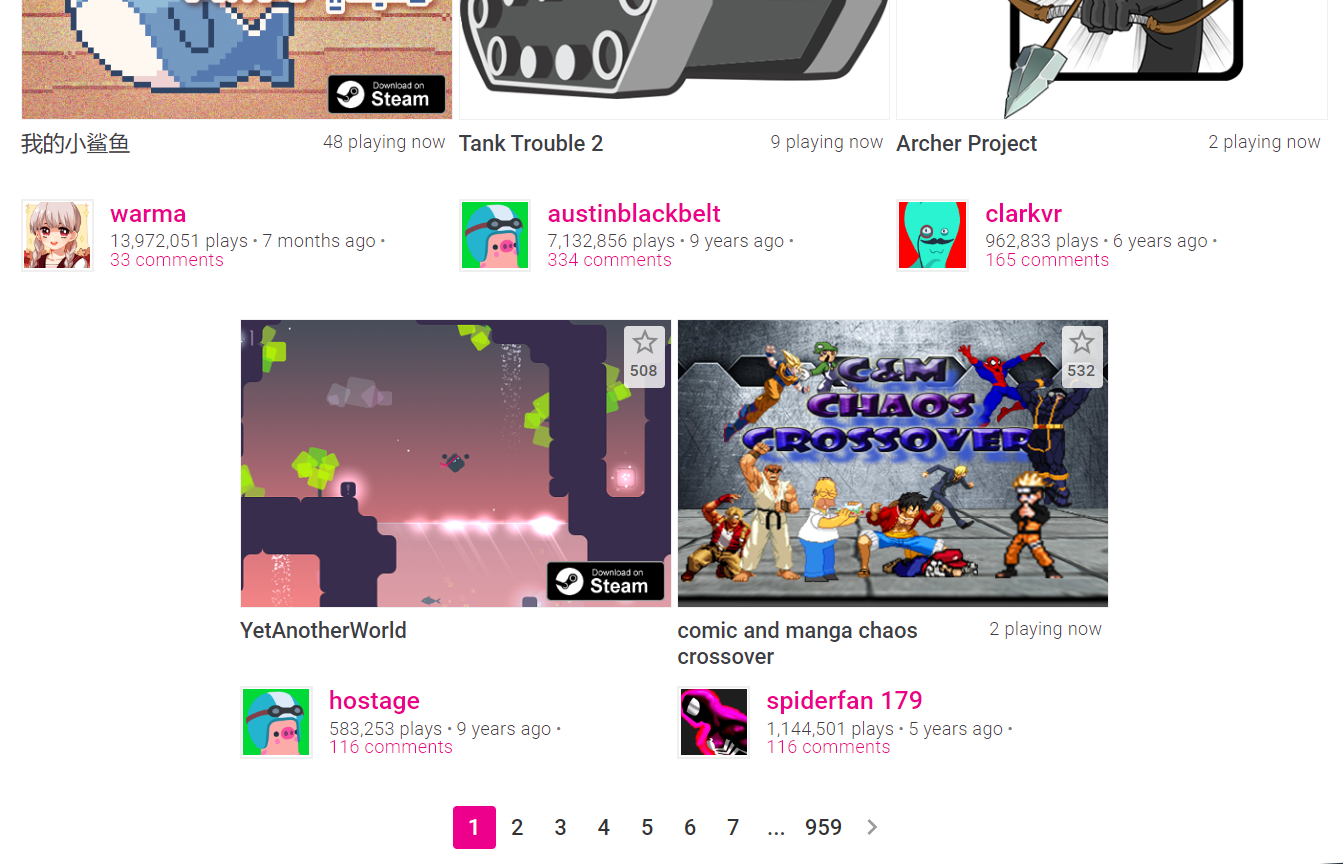 Download on
Steam
我的小鲨鱼
48 playing now
Tank Trouble 2
9 playing now
Archer Project
2 playing now
warma
13,972,051 plays • 7 months ago •
33 comments
austinblackbelt
7,132,856 plays • 9 years ago •
334 comments
clarkvr
962,833 plays • 6 years ago •
165 comments
508
Download on
Steam
532
C&M
CHAOS
CROSSOVER
YetAnotherWorld
comic and manga chaos
crossover
2 playing now
hostage
583,253 plays • 9 years ago •
116 comments
spiderfan 179
1,144,501 plays • 5 years ago •
116 comments
1 2 3 4 5 6 7 ... 959